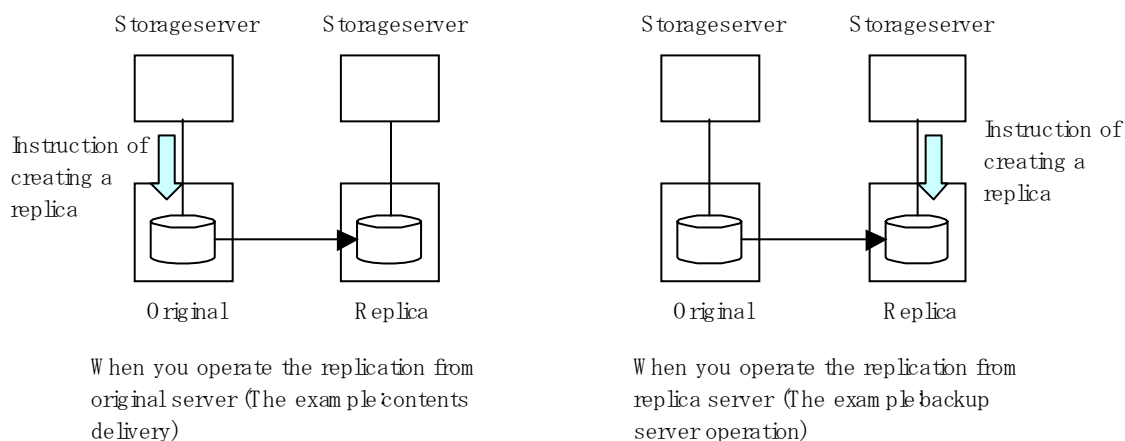 Storageserver
Storageserver
Instruction of
creating a
replica
Original
Replica
When you operate the replication from
original server (The example:contents
delivery)
Storageserver
Storageserver
Instruction of
creating a
replica
Original
Replica
When you operate the replication from
replica server (The example:backup
server operation)